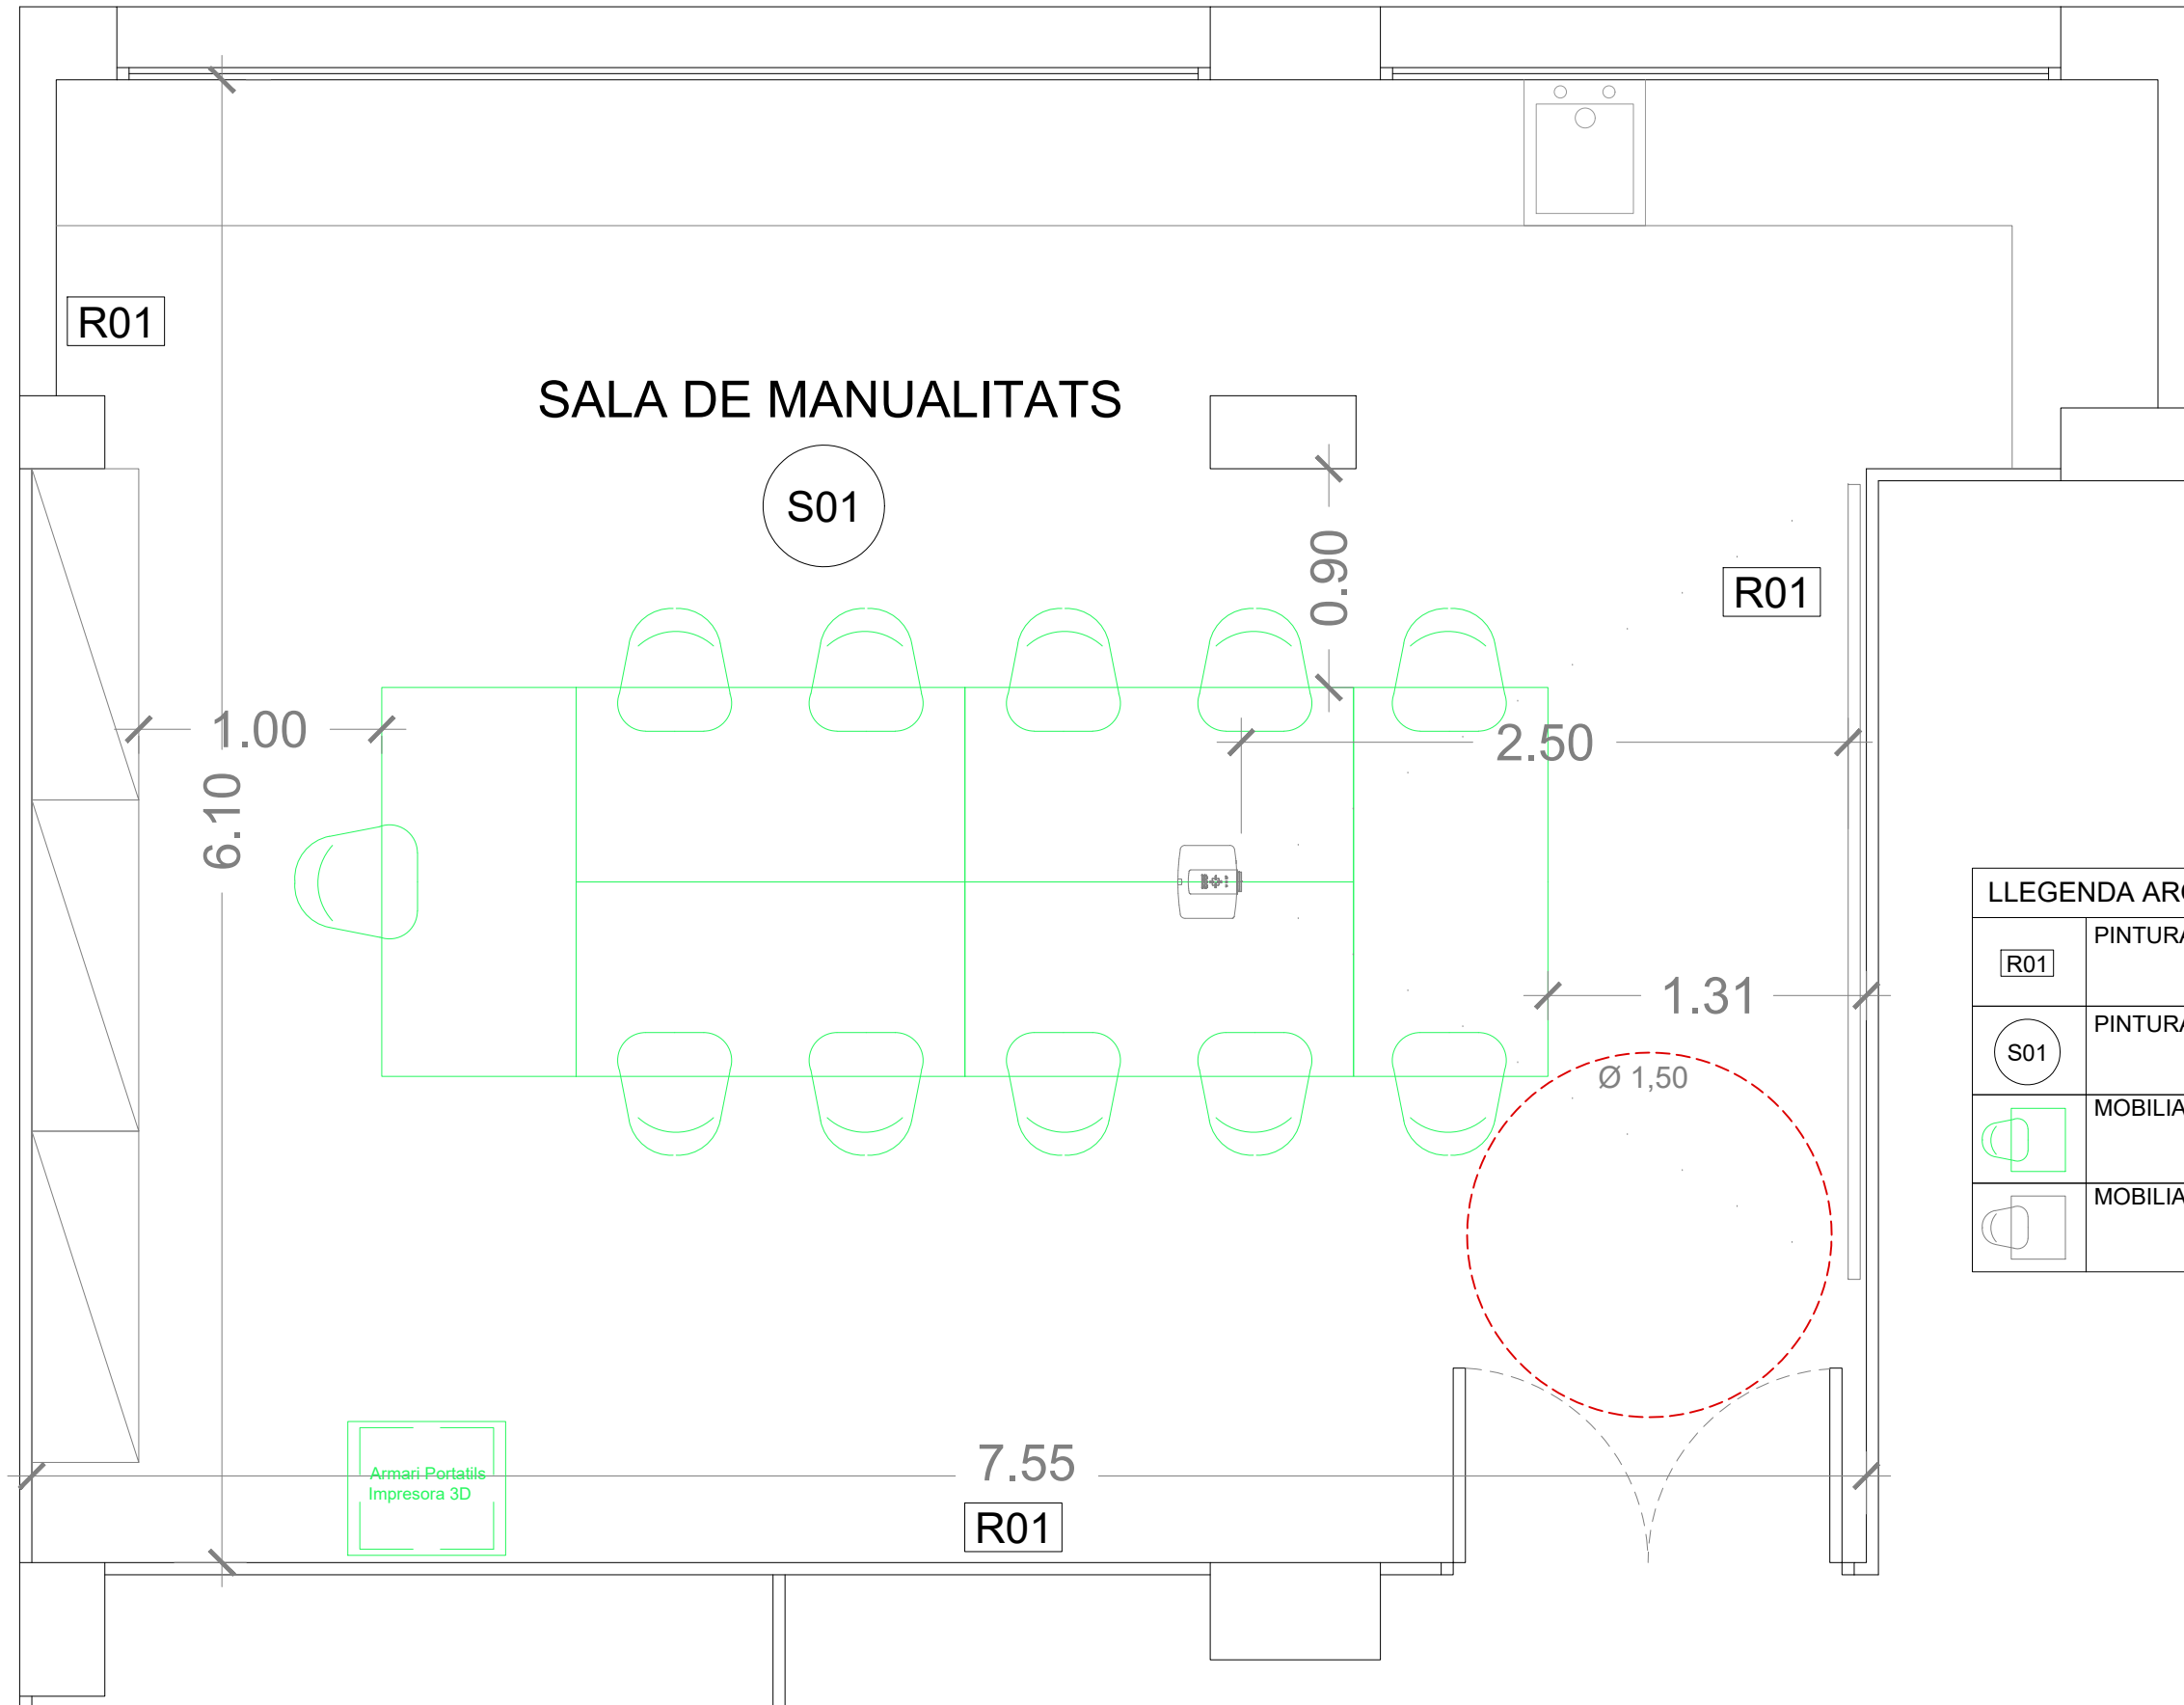 R01
SALA DE MANUALITATS
S01
0.90
R01
1.00
2.50
6.10
1.31
Ø 1,50
7.55
Armari Portatils
Impresora 3D
R01
LLEGENDA ARQ
R01
PINTURA
S01
PINTURA
MOBILIA
MOBILIA